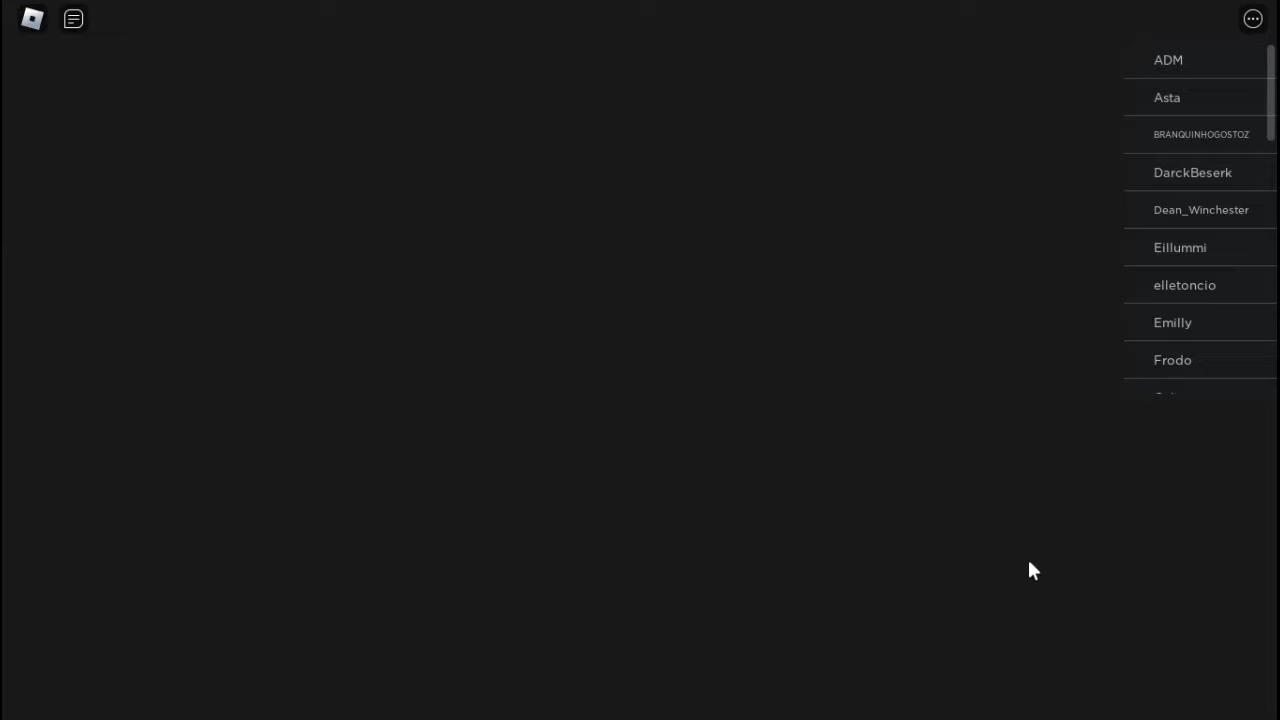 ADM
Asta
BRANQUINHOGOSTOZ
DarckBeserk
Dean_Winchester
Eillummi
elletoncio
Emilly
Frodo